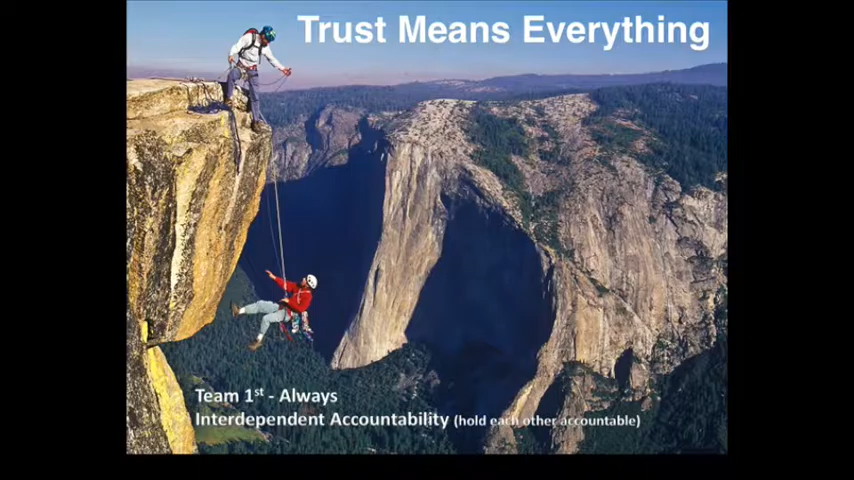 Trust Means Everything
Team 1st - Always
Interdependent Accountability (hold each other accountable)